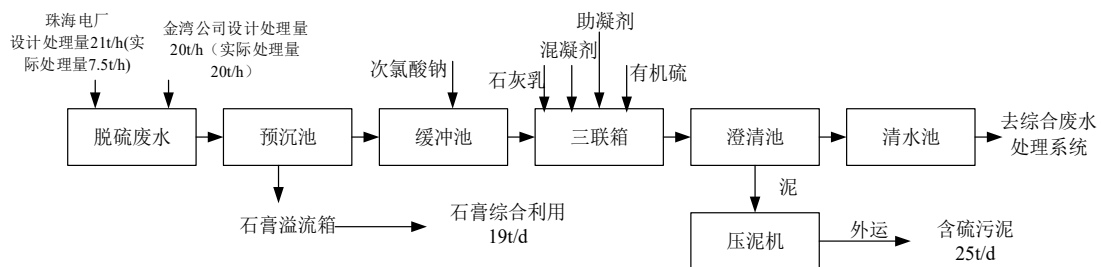 珠海电厂
设计处理量21t/h(实
际处理量7.5t/h)
金湾公司设计处理量
20t/h（实际处理量
20t/h）
次氯酸钠
石灰乳
混凝剂
助凝剂
有机硫
脱硫废水
预沉池
缓冲池
三联箱
澄清池
清水池
去综合废水
处理系统
石膏溢流箱
石膏综合利用
19t/d
泥
压泥机
外运
含硫污泥
25t/d